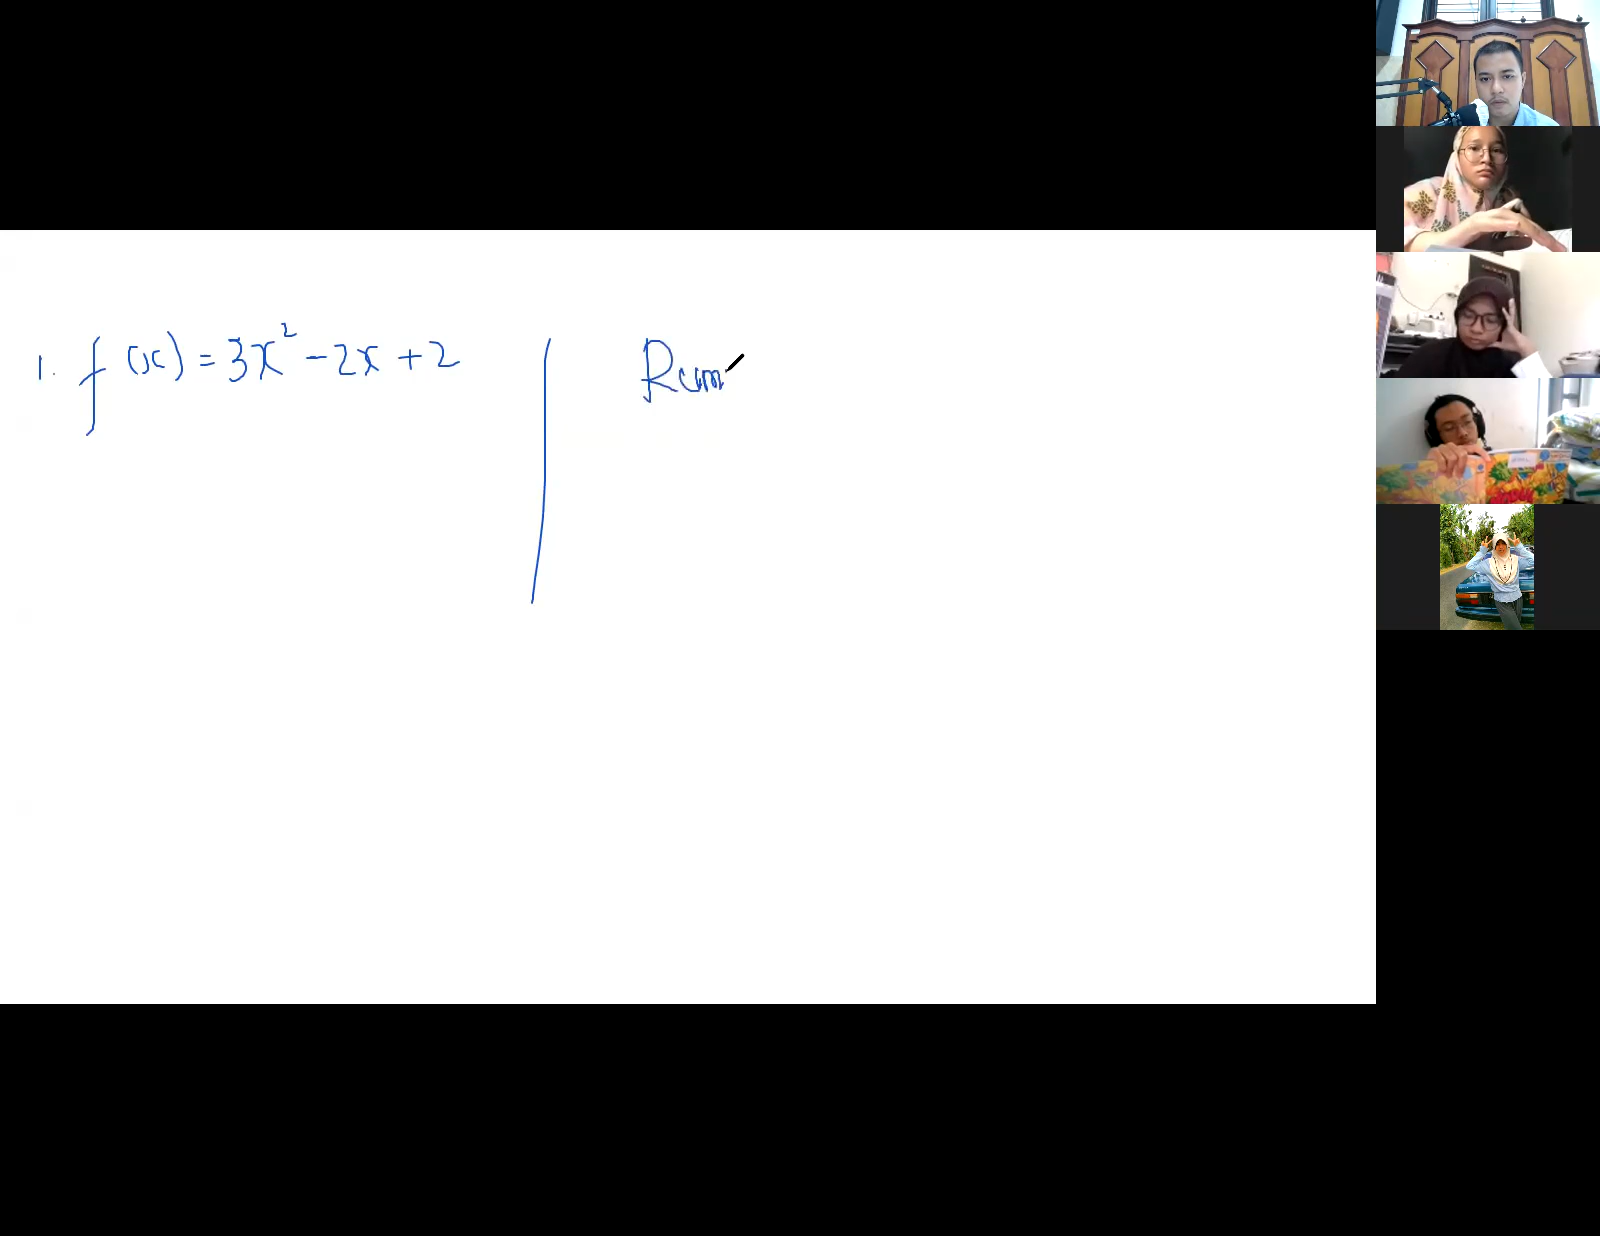 1. f(x) = 3x² - 2x + 2
Rum